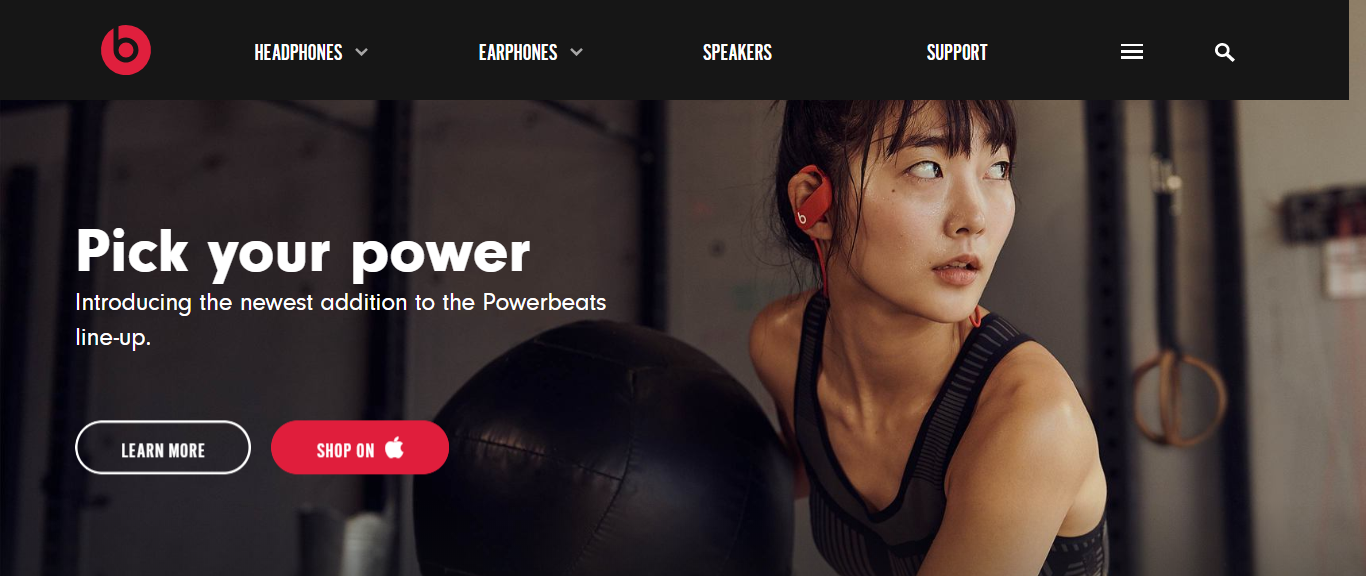 HEADPHONES
EARPHONES
SPEAKERS
SUPPORT
Pick your power
Introducing the newest addition to the Powerbeats
line-up.
LEARN MORE
SHOP ON